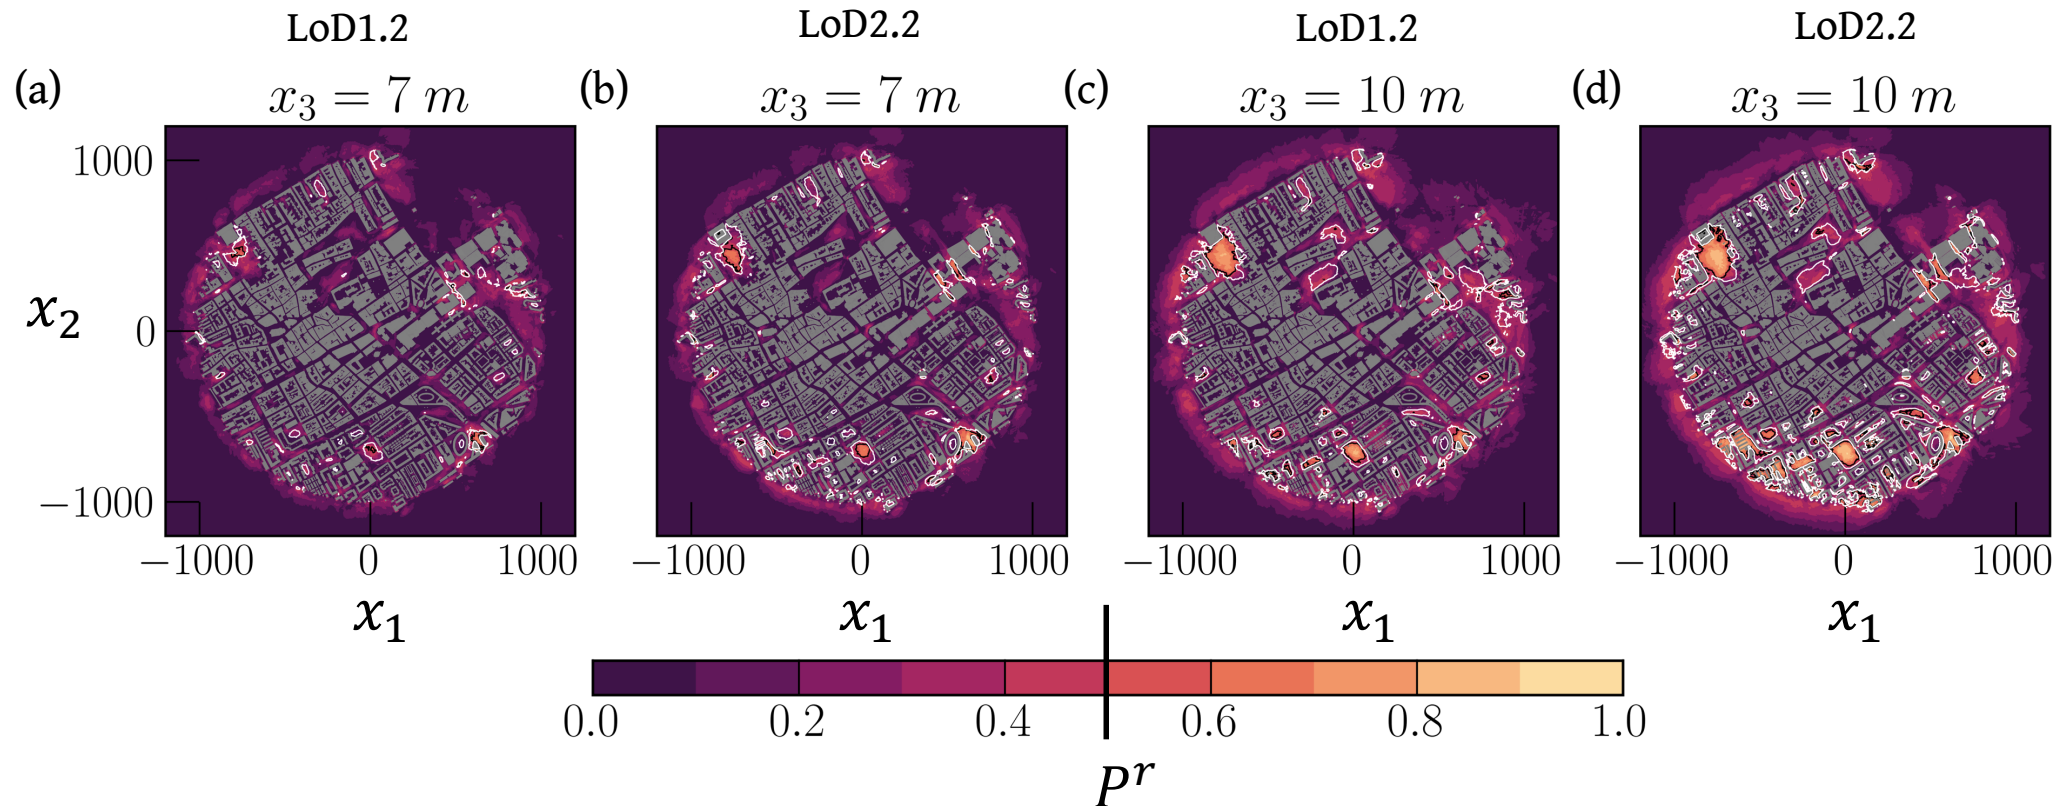 LoD1.2 LoD2.2 LoD1.2 LoD2.2
(a) x₃ = 7 m (b) x₃ = 7 m (c) x₃ = 10 m (d) x₃ = 10 m
1000
x₂ 0
−1000
−1000 0 1000 −1000 0 1000 −1000 0 1000 −1000 0 1000
x₁ x₁ x₁ x₁
0.0 0.2 0.4 0.6 0.8 1.0
Pʳ